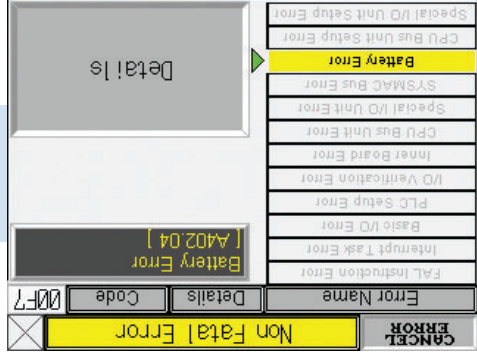 CANCEL
ERROR
Non Fatal Error
Error Name
Details
Code
00F7
FAL Instruction Error
Interrupt Task Error
Basic I/O Error
PLC Setup Error
I/O Verification Error
Inner Board Error
CPU Bus Unit Error
Special I/O Unit Error
SYSMAC Bus Error
Battery Error
CPU Bus Unit Setup Error
Special I/O Unit Setup Error
Battery Error
[ A402.04 ]
Details